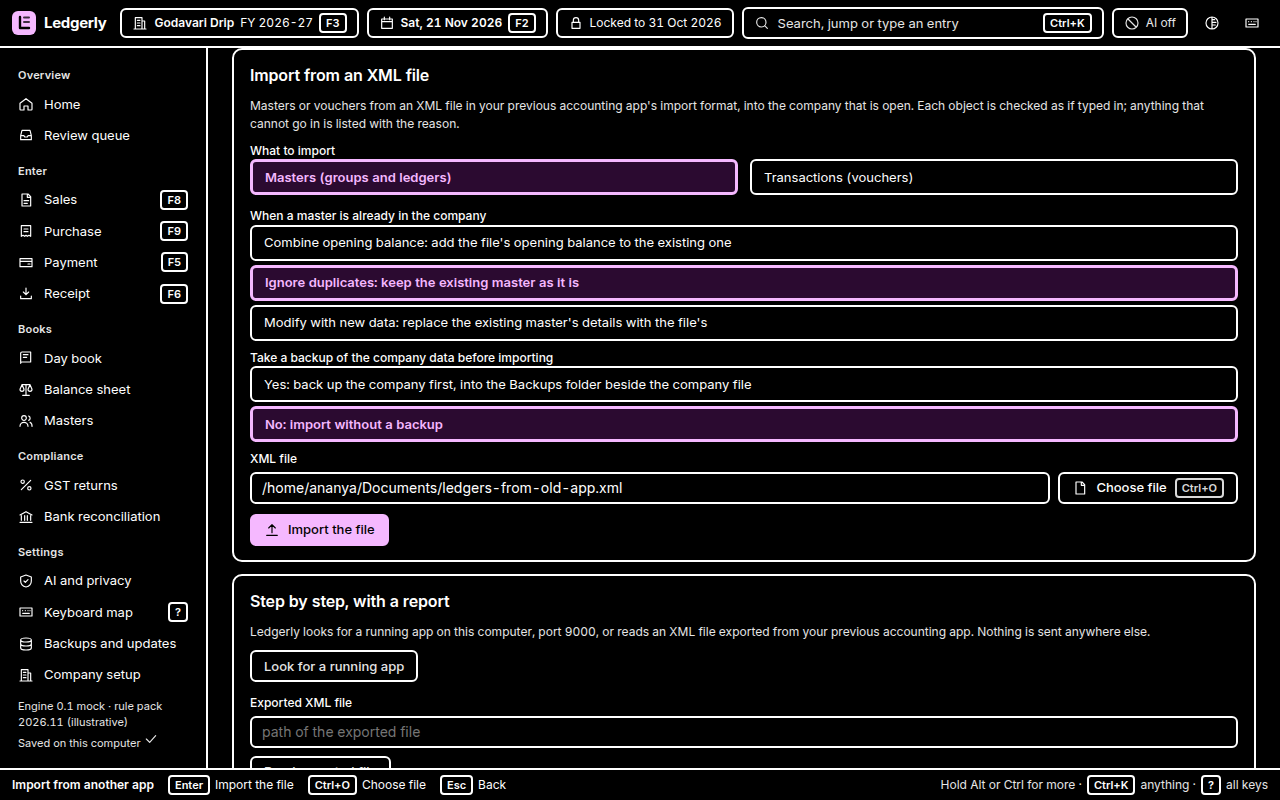 Ledgerly
Godavari Drip FY 2026-27 F3
Sat, 21 Nov 2026 F2
Locked to 31 Oct 2026
Search, jump or type an entry Ctrl+K
AI off
Overview
Home
Review queue
Enter
Sales F8
Purchase F9
Payment F5
Receipt F6
Books
Day book
Balance sheet
Masters
Compliance
GST returns
Bank reconciliation
Settings
AI and privacy
Keyboard map ?
Backups and updates
Company setup
Engine 0.1 mock · rule pack
2026.11 (illustrative)
Saved on this computer
Import from an XML file
Masters or vouchers from an XML file in your previous accounting app's import format, into the company that is open. Each object is checked as if typed in; anything that
cannot go in is listed with the reason.
What to import
Masters (groups and ledgers)
Transactions (vouchers)
When a master is already in the company
Combine opening balance: add the file's opening balance to the existing one
Ignore duplicates: keep the existing master as it is
Modify with new data: replace the existing master's details with the file's
Take a backup of the company data before importing
Yes: back up the company first, into the Backups folder beside the company file
No: import without a backup
XML file
/home/ananya/Documents/ledgers-from-old-app.xml
Choose file Ctrl+O
Import the file
Step by step, with a report
Ledgerly looks for a running app on this computer, port 9000, or reads an XML file exported from your previous accounting app. Nothing is sent anywhere else.
Look for a running app
Exported XML file
path of the exported file
Import from another app Enter Import the file Ctrl+O Choose file Esc Back
Hold Alt or Ctrl for more · Ctrl+K anything · ? all keys